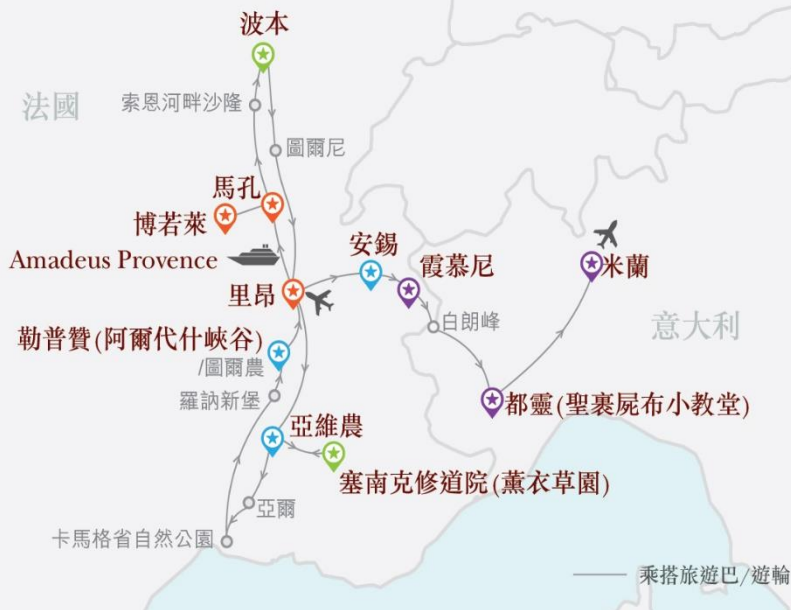 波本
法國
索恩河畔沙隆
圖爾尼
馬孔
博若萊
Amadeus Provence
里昂
安錫
霞慕尼
米蘭
白朗峰
意大利
勒普贊(阿爾代什峽谷)
/圖爾農
羅訥新堡
都靈(聖裹屍布小教堂)
亞維農
塞南克修道院(薰衣草園)
亞爾
卡馬格省自然公園
乘搭旅遊巴/遊輪